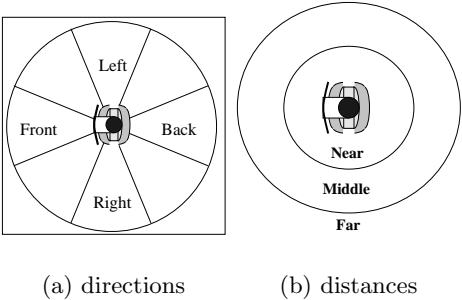 Left
Front
Back
Right
Near
Middle
Far
(a) directions
(b) distances